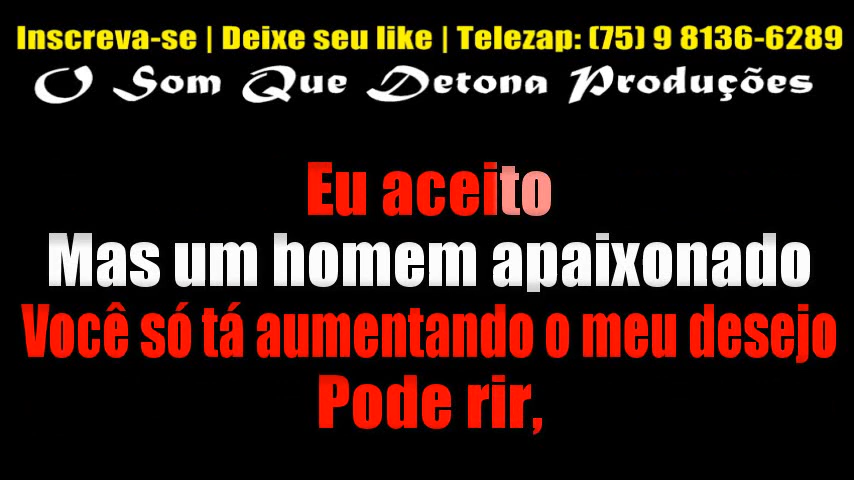 Inscreva-se | Deixe seu like | Telezap: (75) 9 8136-6289
O Som Que Detona Produções
Eu aceito
Mas um homem apaixonado
Você só tá aumentando o meu desejo
Pode rir,